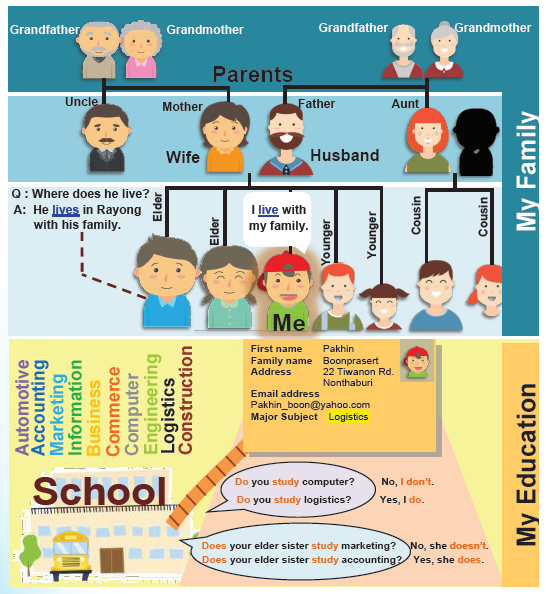 Grandfather
Grandmother
Grandfather
Grandmother
Parents
Uncle
Mother
Father
Aunt
Wife
Husband
My Family
Q : Where does he live?
A: He lives in Rayong
with his family.
Elder
Elder
I live with
my family.
Younger
Younger
Cousin
Cousin
Me
Automotive
Accounting
Marketing
Information
Business
Commerce
Computer
Engineering
Logistics
Construction
First name Pakhin
Family name Boonprasert
Address 22 Tiwanon Rd.
Nonthaburi
Email address
Pakhin_boon@yahoo.com
Major Subject Logistics
My Education
School
Do you study computer? No, I don't.
Do you study logistics? Yes, I do.
Does your elder sister study marketing? No, she doesn't.
Does your elder sister study accounting? Yes, she does.